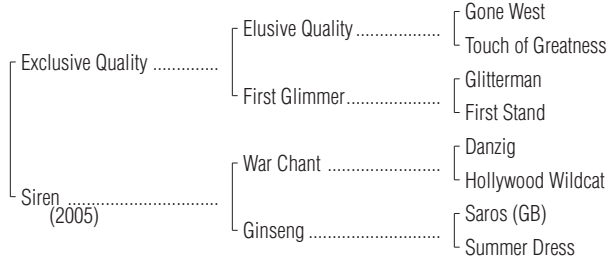 Gone West
Elusive Quality ..................
Touch of Greatness
Exclusive Quality ..............
Glitterman
First Glimmer....................
First Stand
Danzig
War Chant ........................
Hollywood Wildcat
Siren ................................
(2005)
Saros (GB)
Ginseng ............................
Summer Dress